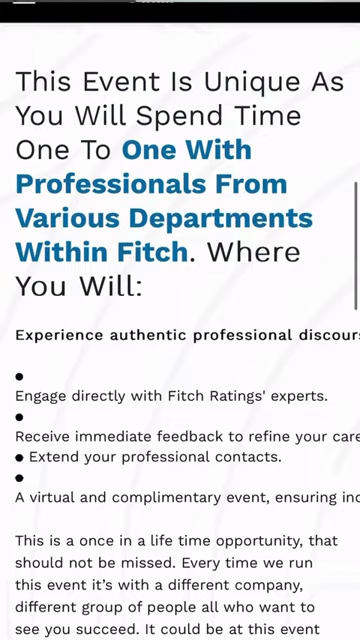 This Event Is Unique As
You Will Spend Time
One To One With
Professionals From
Various Departments
Within Fitch. Where
You Will:
Experience authentic professional discours
●
Engage directly with Fitch Ratings' experts.
●
Receive immediate feedback to refine your care
● Extend your professional contacts.
●
A virtual and complimentary event, ensuring inc
This is a once in a life time opportunity, that
should not be missed. Every time we run
this event it’s with a different company,
different group of people all who want to
see you succeed. It could be at this event